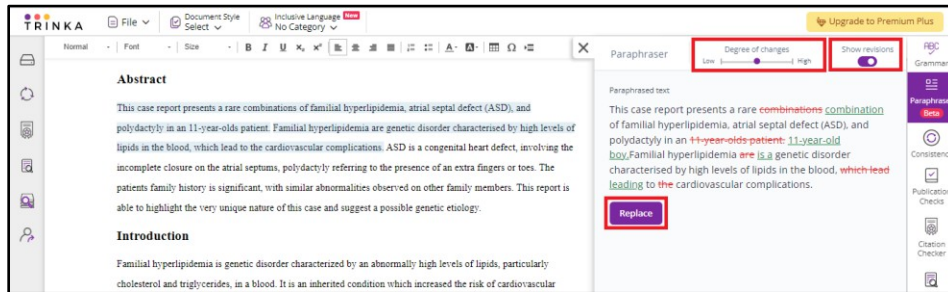 TRINKA
File
Document Style
Select
Inclusive Language New
No Category
Upgrade to Premium Plus
Normal Font Size B I U x₂ x² A A Ω
Abstract
This case report presents a rare combinations of familial hyperlipidemia, atrial septal defect (ASD), and
polydactyly in an 11-year-olds patient. Familial hyperlipidemia are genetic disorder characterised by high levels of
lipids in the blood, which lead to the cardiovascular complications. ASD is a congenital heart defect, involving the
incomplete closure on the atrial septums, polydactyly referring to the presence of an extra fingers or toes. The
patients family history is significant, with similar abnormalities observed on other family members. This report is
able to highlight the very unique nature of this case and suggest a possible genetic etiology.
Introduction
Familial hyperlipidemia is genetic disorder characterized by an abnormally high levels of lipids, particularly
cholesterol and triglycerides, in a blood. It is an inherited condition which increased the risk of cardiovascular
Paraphraser
Degree of changes
Low High
Show revisions
Paraphrased text
This case report presents a rare combinations combination
of familial hyperlipidemia, atrial septal defect (ASD), and
polydactyly in an 11-year-olds patient. 11-year-old
boy.Familial hyperlipidemia are is a genetic disorder
characterised by high levels of lipids in the blood, which lead
leading to the cardiovascular complications.
Replace
ABC
Grammar
Paraphrase
Beta
Consistenc
Publication
Checks
Citation
Checker